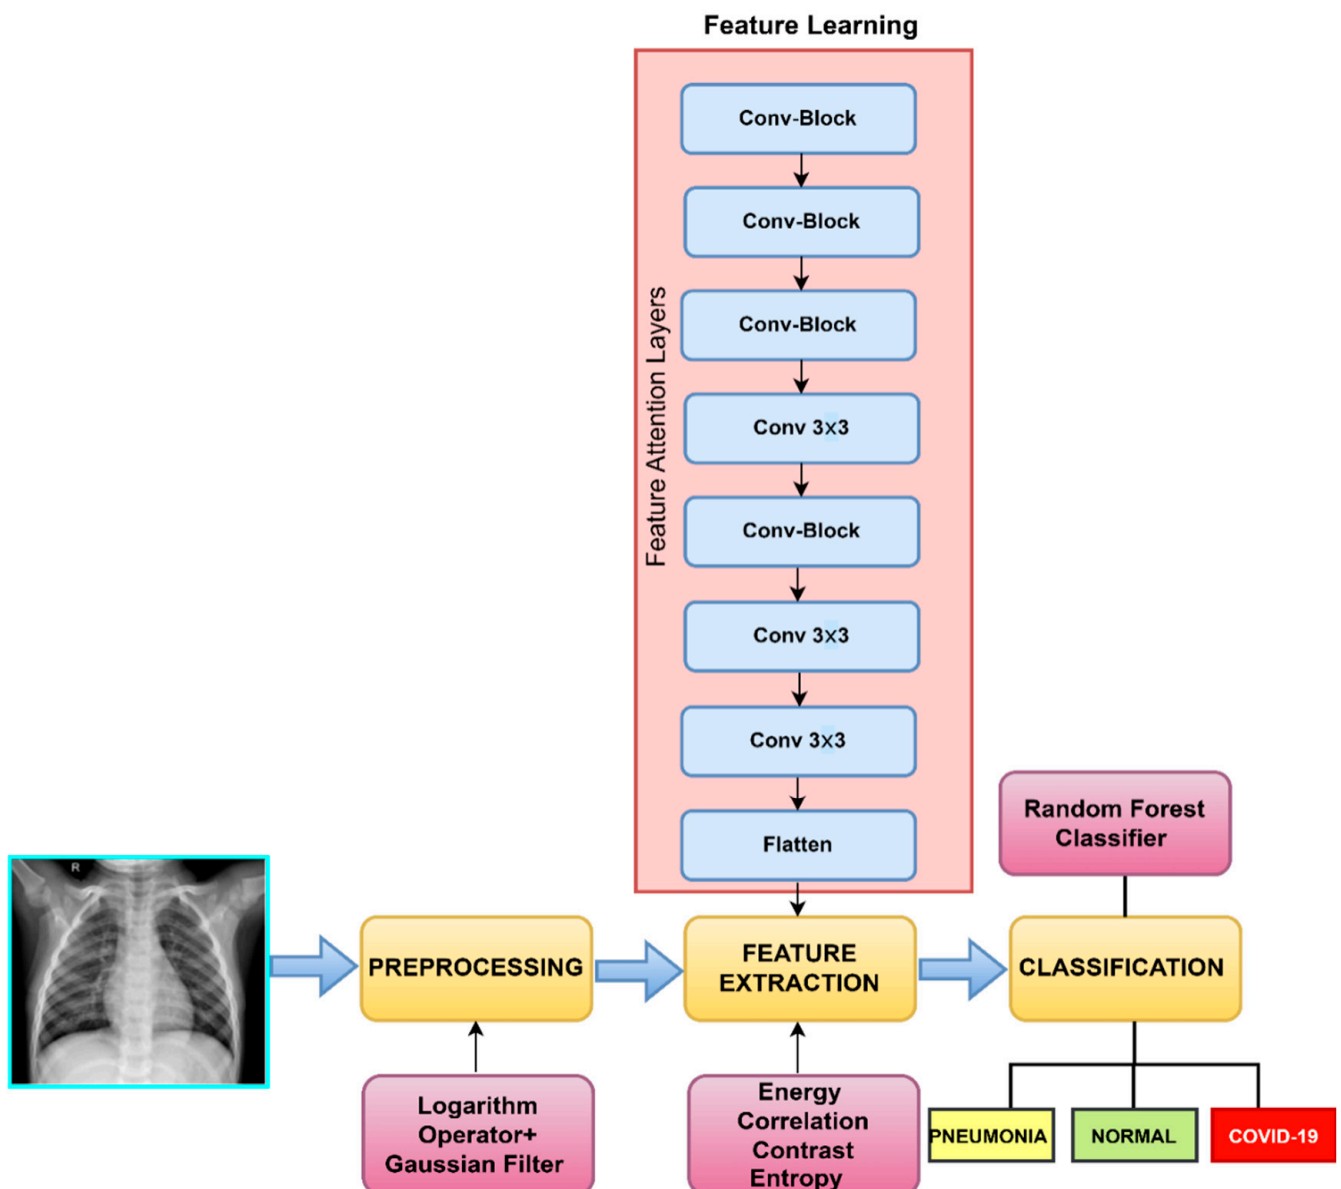 Feature Learning
Feature Attention Layers
Conv-Block
Conv-Block
Conv-Block
Conv 3x3
Conv-Block
Conv 3x3
Conv 3x3
Flatten
Random Forest
Classifier
R
PREPROCESSING
FEATURE
EXTRACTION
CLASSIFICATION
Logarithm
Operator+
Gaussian Filter
Energy
Correlation
Contrast
Entropy
PNEUMONIA
NORMAL
COVID-19